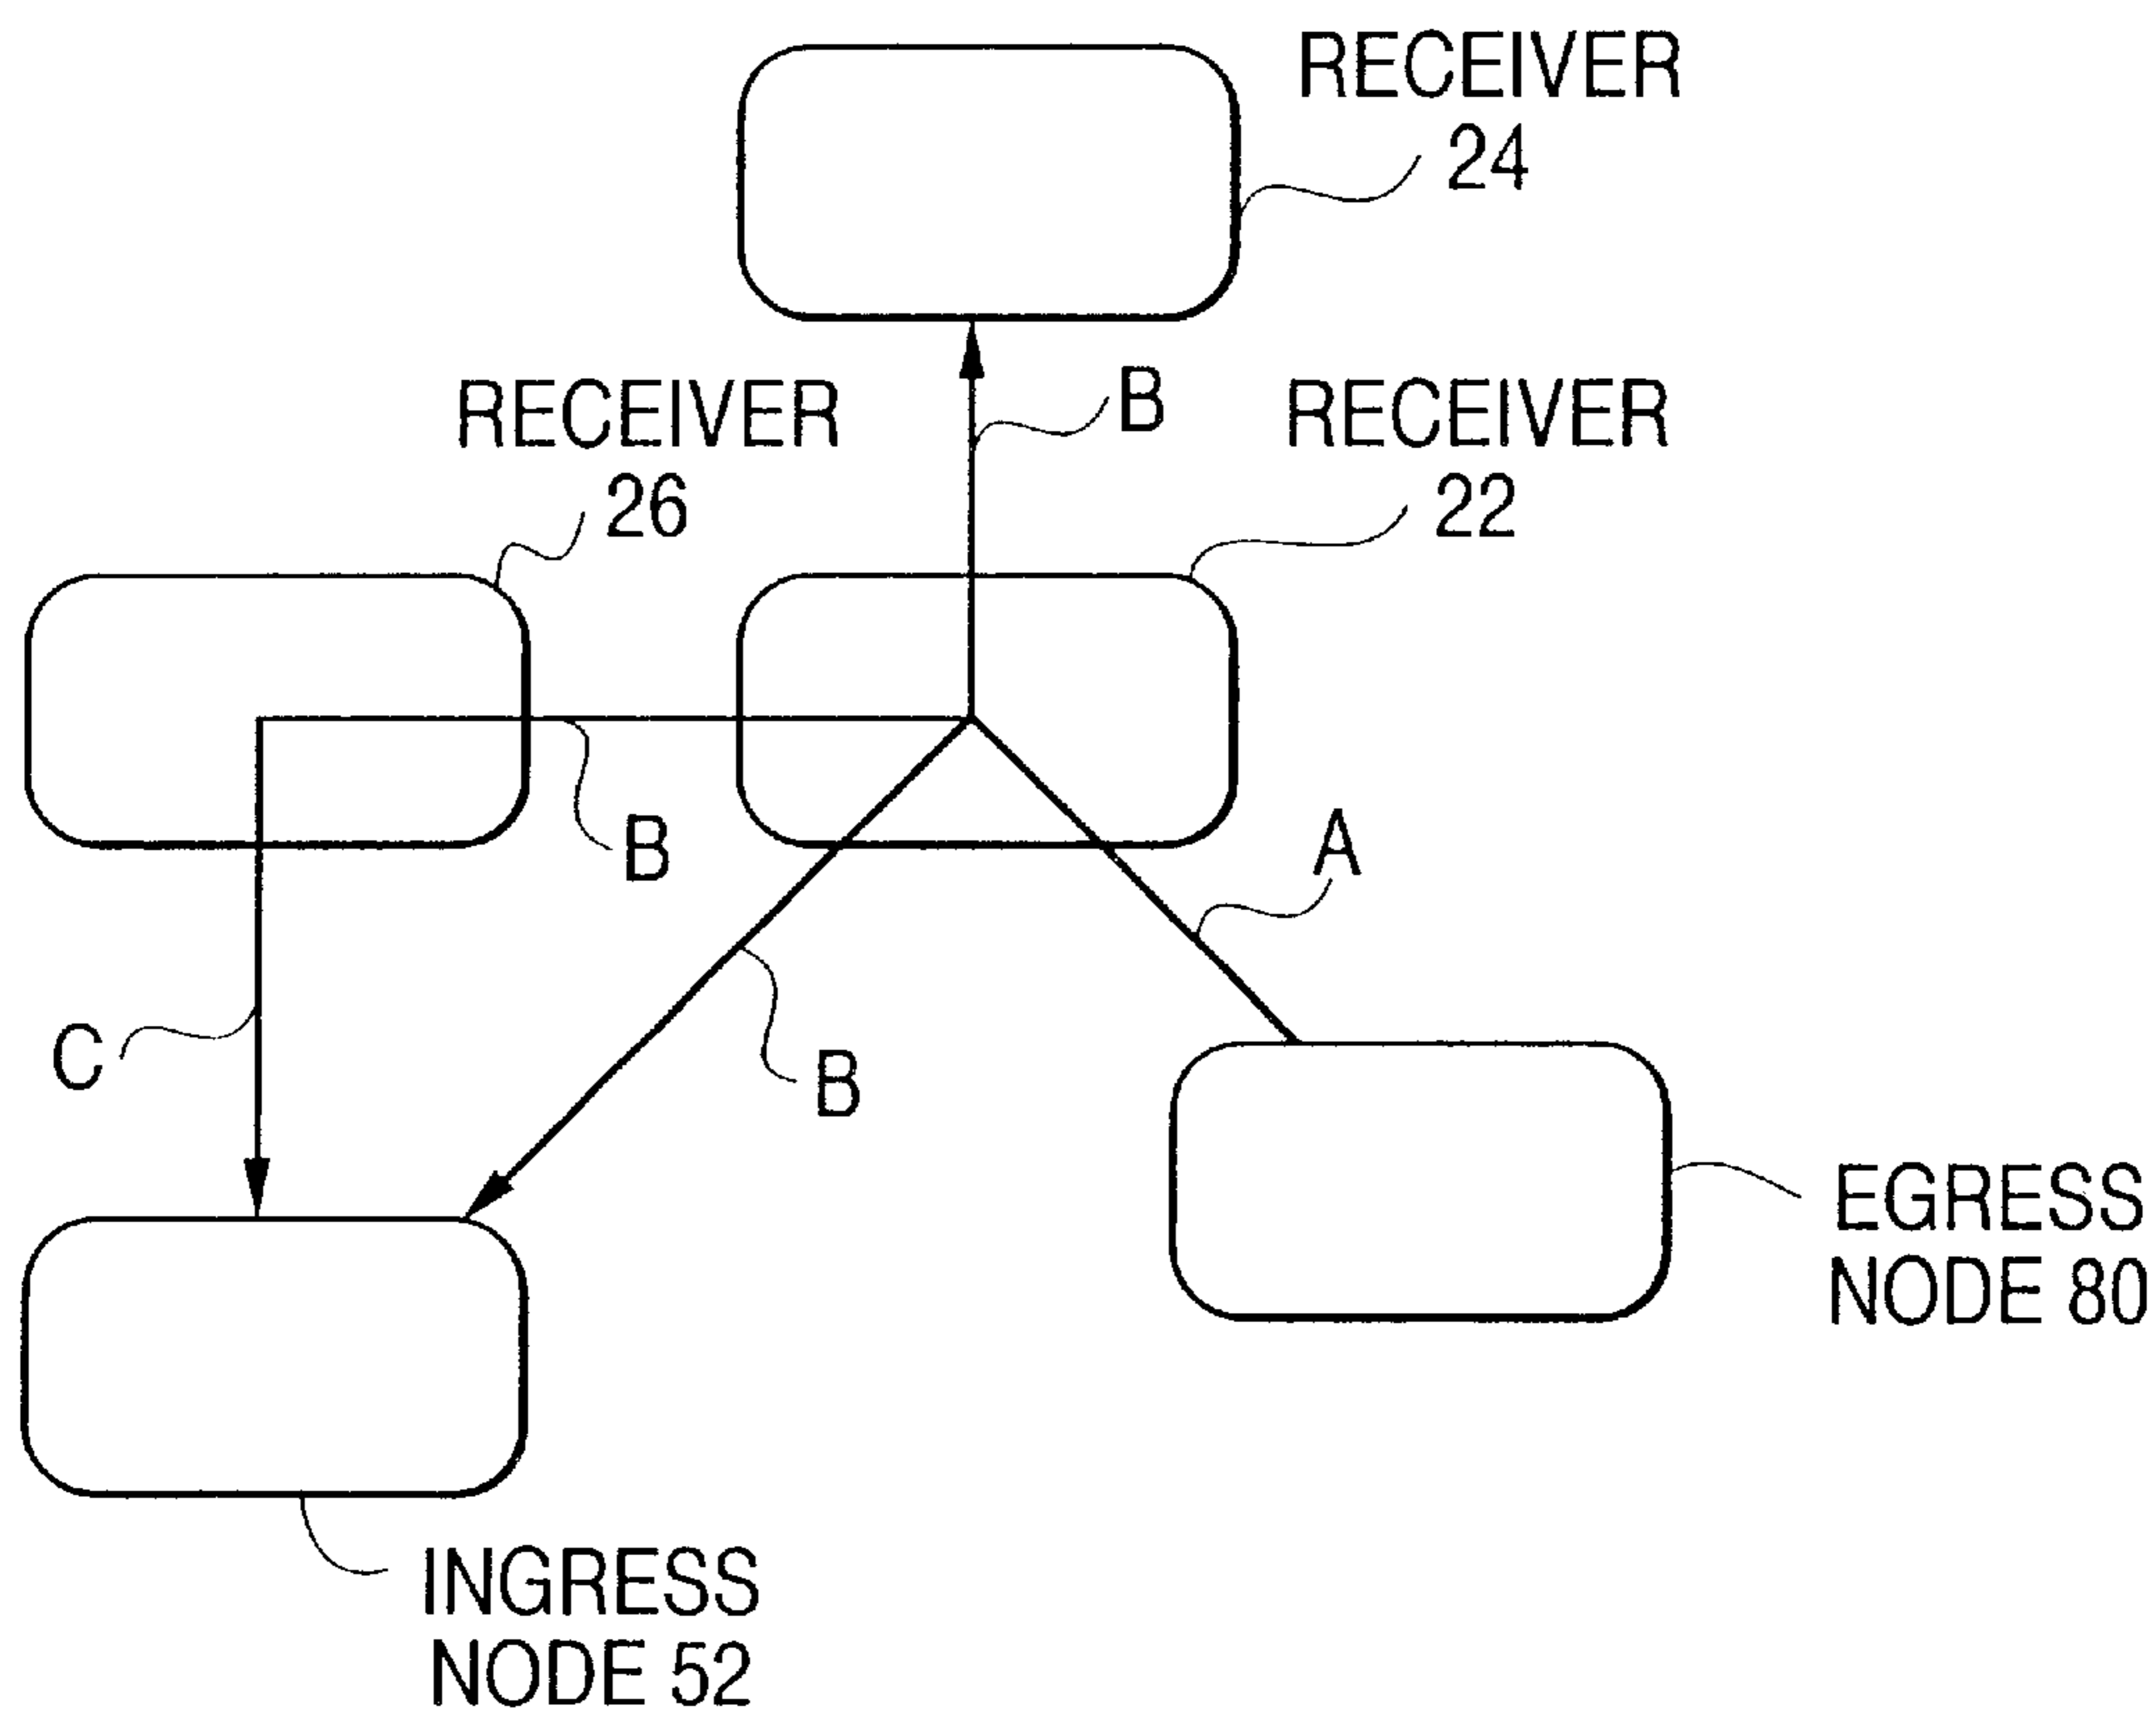 RECEIVER
24
B
RECEIVER
26
RECEIVER
22
B
A
C
B
EGRESS
NODE 80
INGRESS
NODE 52